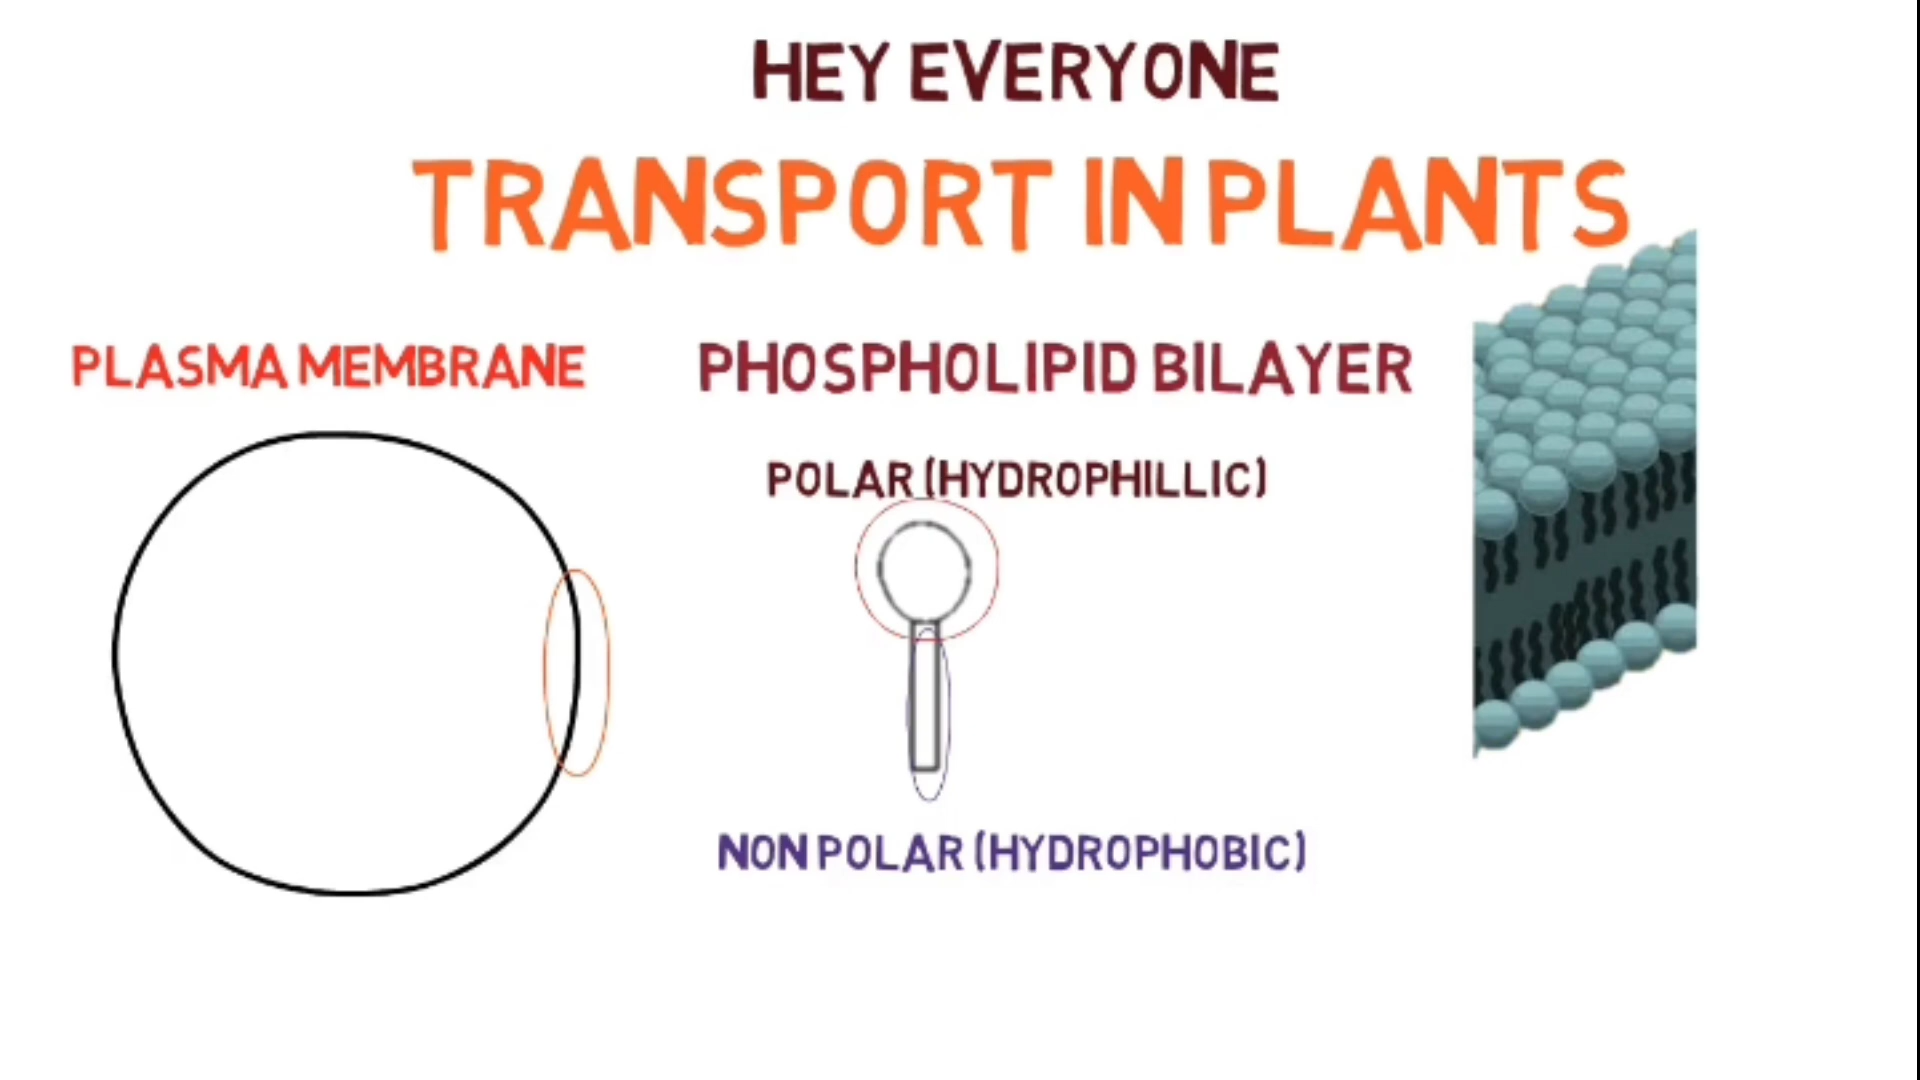 HEY EVERYONE
TRANSPORT IN PLANTS
PLASMA MEMBRANE
PHOSPHOLIPID BILAYER
POLAR (HYDROPHILLIC)
NON POLAR (HYDROPHOBIC)